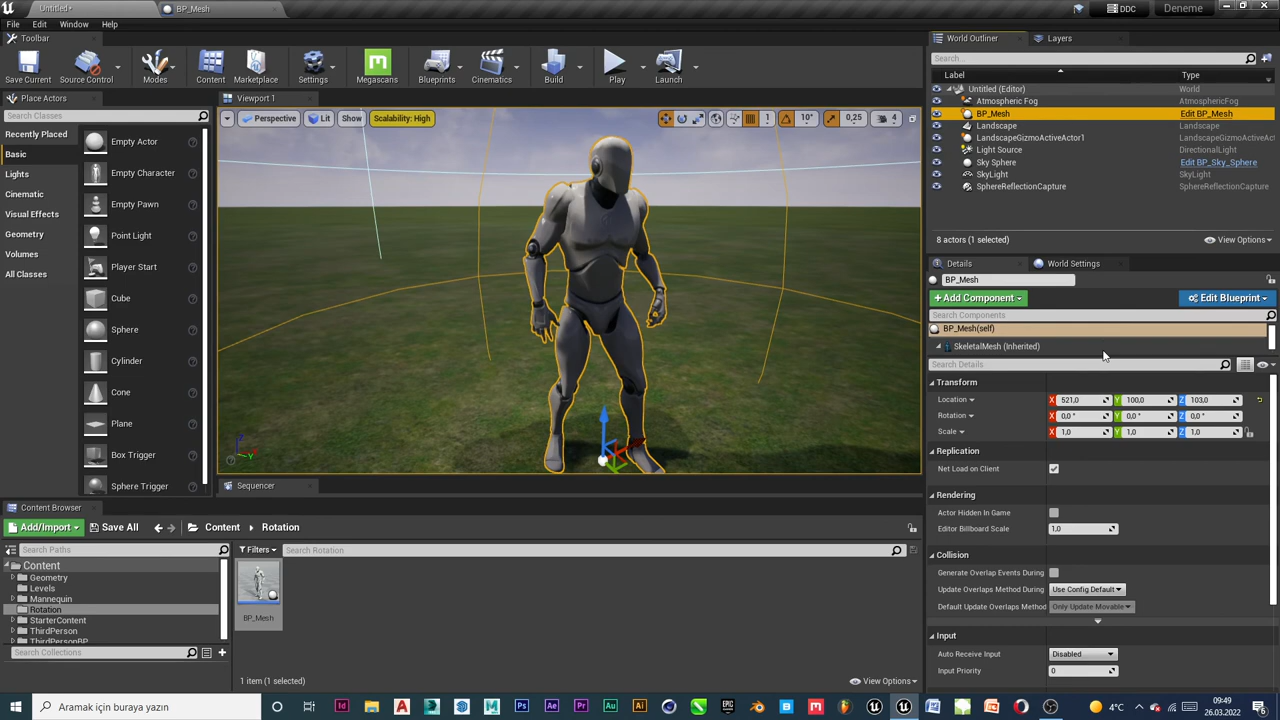 Untitled*
BP_Mesh
DDC
Deneme
File Edit Window Help
Toolbar
Save Current
Source Control
Modes
Content
Marketplace
Settings
Megascans
Blueprints
Cinematics
Build
Play
Launch
Place Actors
Search Classes
Recently Placed
Basic
Lights
Cinematic
Visual Effects
Geometry
Volumes
All Classes
Empty Actor
Empty Character
Empty Pawn
Point Light
Player Start
Cube
Sphere
Cylinder
Cone
Plane
Box Trigger
Sphere Trigger
Viewport 1
Perspective Lit Show Scalability: High 1 10° 0,25 4
Sequencer
World Outliner Layers
Search...
Label Type
Untitled (Editor) World
Atmospheric Fog AtmosphericFog
BP_Mesh Edit BP_Mesh
Landscape Landscape
LandscapeGizmoActiveActor1 LandscapeGizmoActiveActor
Light Source DirectionalLight
Sky Sphere Edit BP_Sky_Sphere
SkyLight SkyLight
SphereReflectionCapture SphereReflectionCapture
8 actors (1 selected) View Options
Details World Settings
BP_Mesh
+Add Component Edit Blueprint
Search Components
BP_Mesh(self)
SkeletalMesh (Inherited)
Search Details
Transform
Location X 521,0 Y 100,0 Z 103,0
Rotation X 0,0 ° Y 0,0 ° Z 0,0 °
Scale X 1,0 Y 1,0 Z 1,0
Replication
Net Load on Client
Rendering
Actor Hidden In Game
Editor Billboard Scale 1,0
Collision
Generate Overlap Events During
Update Overlaps Method During Use Config Default
Default Update Overlaps Method Only Update Movable
Input
Auto Receive Input Disabled
Input Priority 0
Content Browser
Add/Import Save All Content Rotation
Search Paths
Filters Search Rotation
Content
Geometry
Levels
Mannequin
Rotation
StarterContent
ThirdPerson
ThirdPersonBP
Search Collections
BP_Mesh
1 item (1 selected) View Options
Aramak için buraya yazın
4°C
09:49
26.03.2022